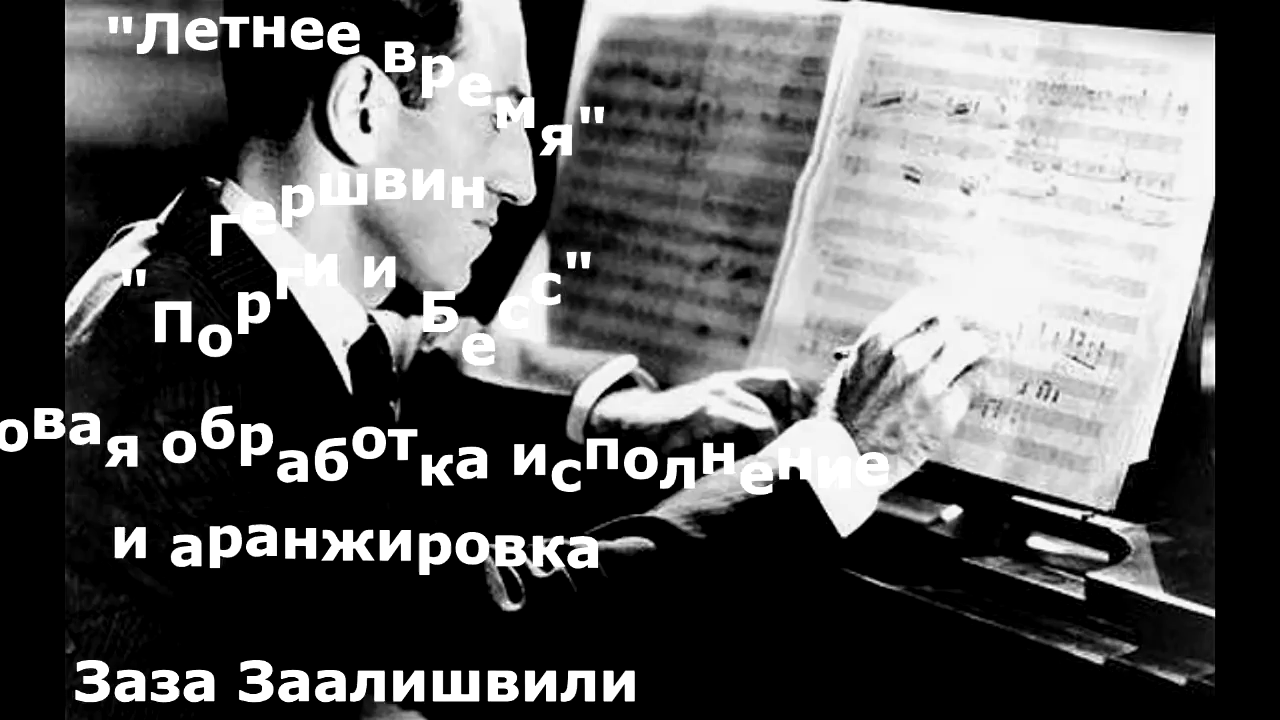 "Летнее время"
Гершвин
"Порги и Бесс"
овая обработка исполнение
и аранжировка
Заза Заалишвили